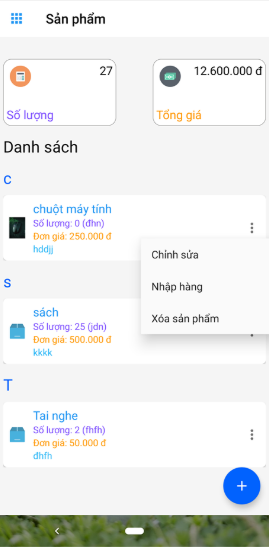 Sản phẩm
27
Số lượng
12.600.000 đ
Tổng giá
Danh sách
C
chuột máy tính
Số lượng: 0 (đhn)
Đơn giá: 250.000 đ
hddjj
Chỉnh sửa
Nhập hàng
Xóa sản phẩm
S
sách
Số lượng: 25 (jdn)
Đơn giá: 500.000 đ
kkkk
T
Tai nghe
Số lượng: 2 (fhfh)
Đơn giá: 50.000 đ
đhfh